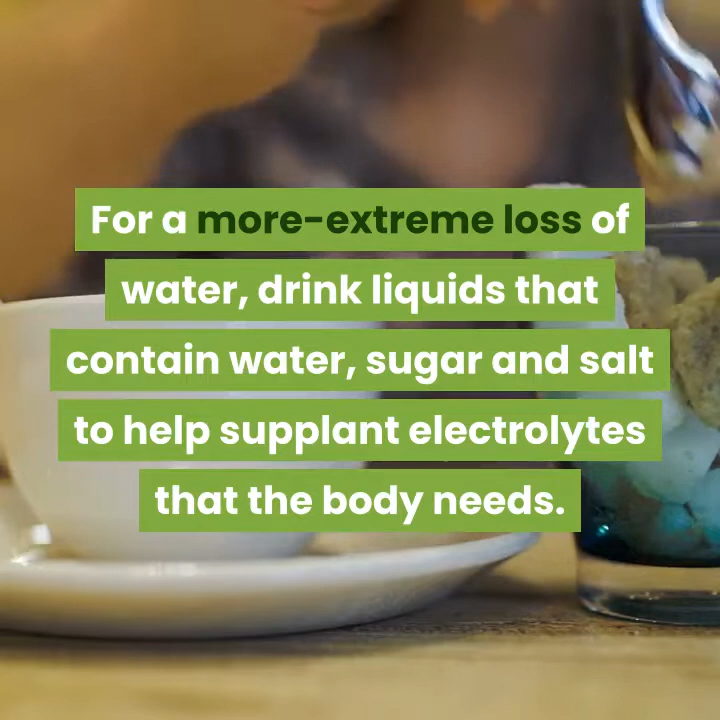 For a more-extreme loss of
water, drink liquids that
contain water, sugar and salt
to help supplant electrolytes
that the body needs.